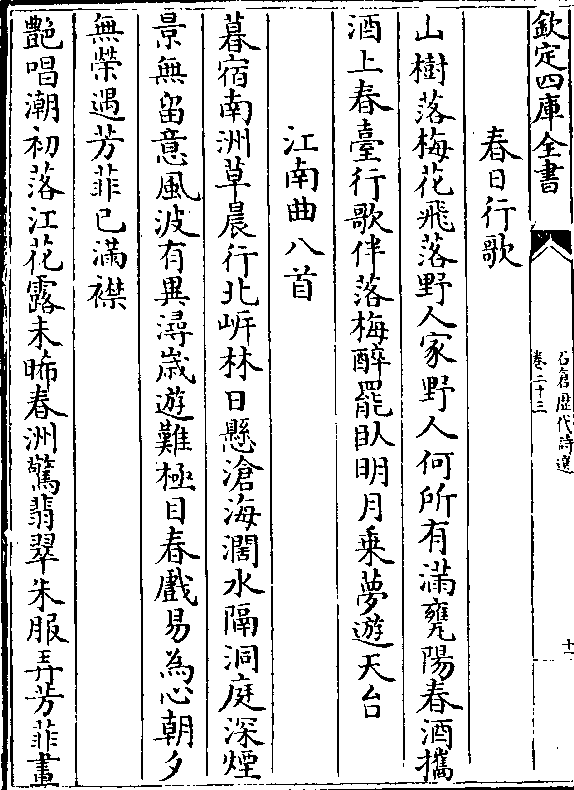 欽定四庫全書
石倉歷代詩選
卷二十三
十一
春日行歌
山樹落梅花飛落野人家野人何所有滿甕陽春酒攜
酒上春臺行歌伴落梅醉罷臥明月乗夢遊天台
江南曲八首
暮宿南洲草晨行北㟁林日懸滄海濶水隔洞庭深煙
景無留意風波有異潯歳遊難極目春戲易為心朝夕
無榮遇芳菲已滿襟
艶唱潮初落江花露未晞春洲驚翡翠朱服弄芳菲畫